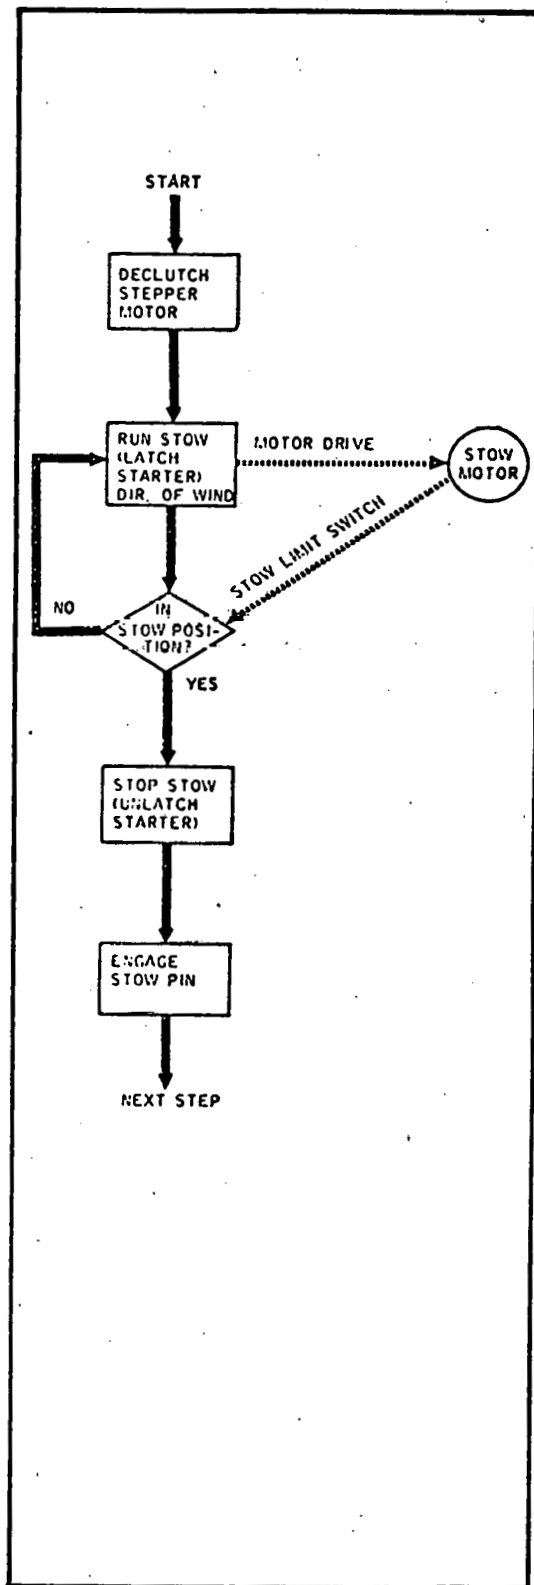 START
DECLUTCH
STEPPER
MOTOR
RUN STOW
(LATCH
STARTER)
DIR. OF WIND
MOTOR DRIVE
STOW
MOTOR
STOW LIMIT SWITCH
IN
STOW POSI-
TION?
NO
YES
STOP STOW
(UNLATCH
STARTER)
ENGAGE
STOW PIN
NEXT STEP